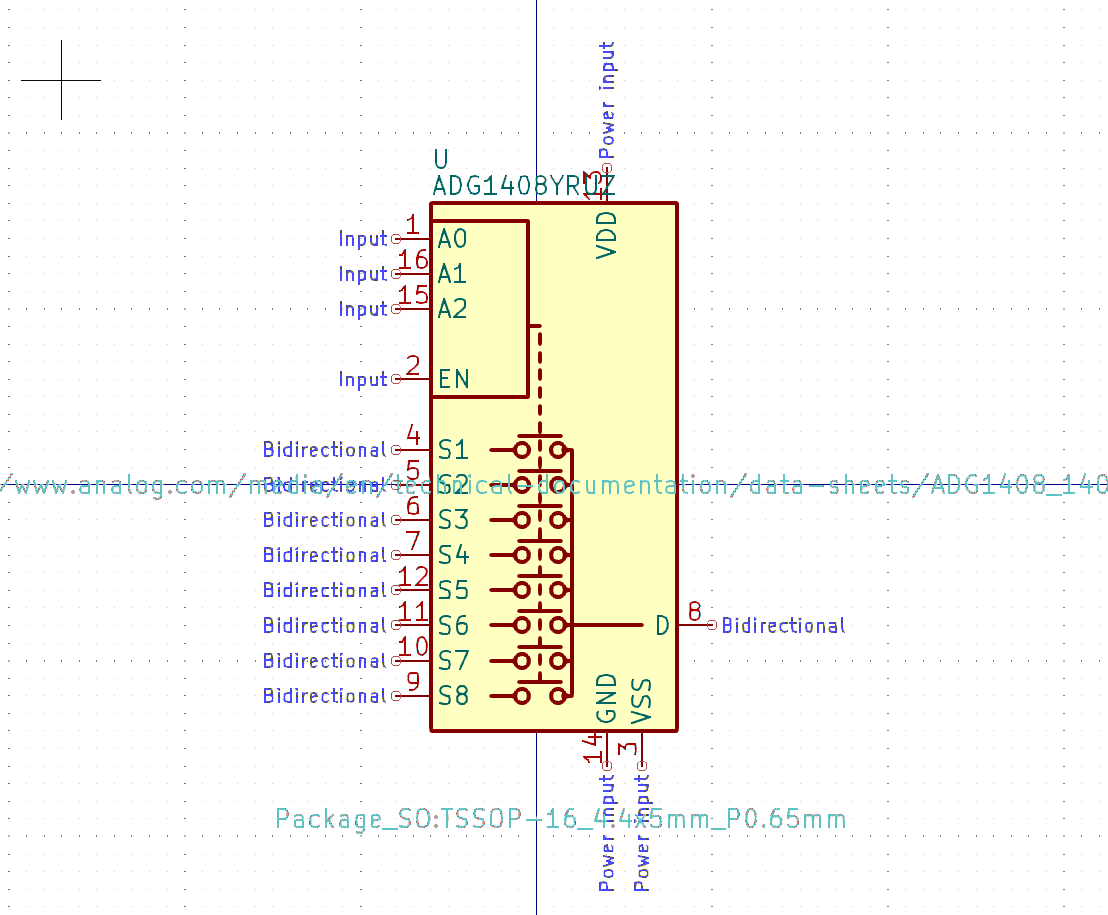 Power input
U
ADG1408YRUZ
13
VDD
Input 1 A0
Input 16 A1
Input 15 A2
Input 2 EN
Bidirectional 4 S1
Bidirectional 5 S2
/www.analog.com/media/en/technical-documentation/data-sheets/ADG1408_140
Bidirectional 6 S3
Bidirectional 7 S4
Bidirectional 12 S5
Bidirectional 11 S6 D 8 Bidirectional
Bidirectional 10 S7
Bidirectional 9 S8
GND VSS
14 3
Power input Power input
Package_SO:TSSOP-16_4.4x5mm_P0.65mm